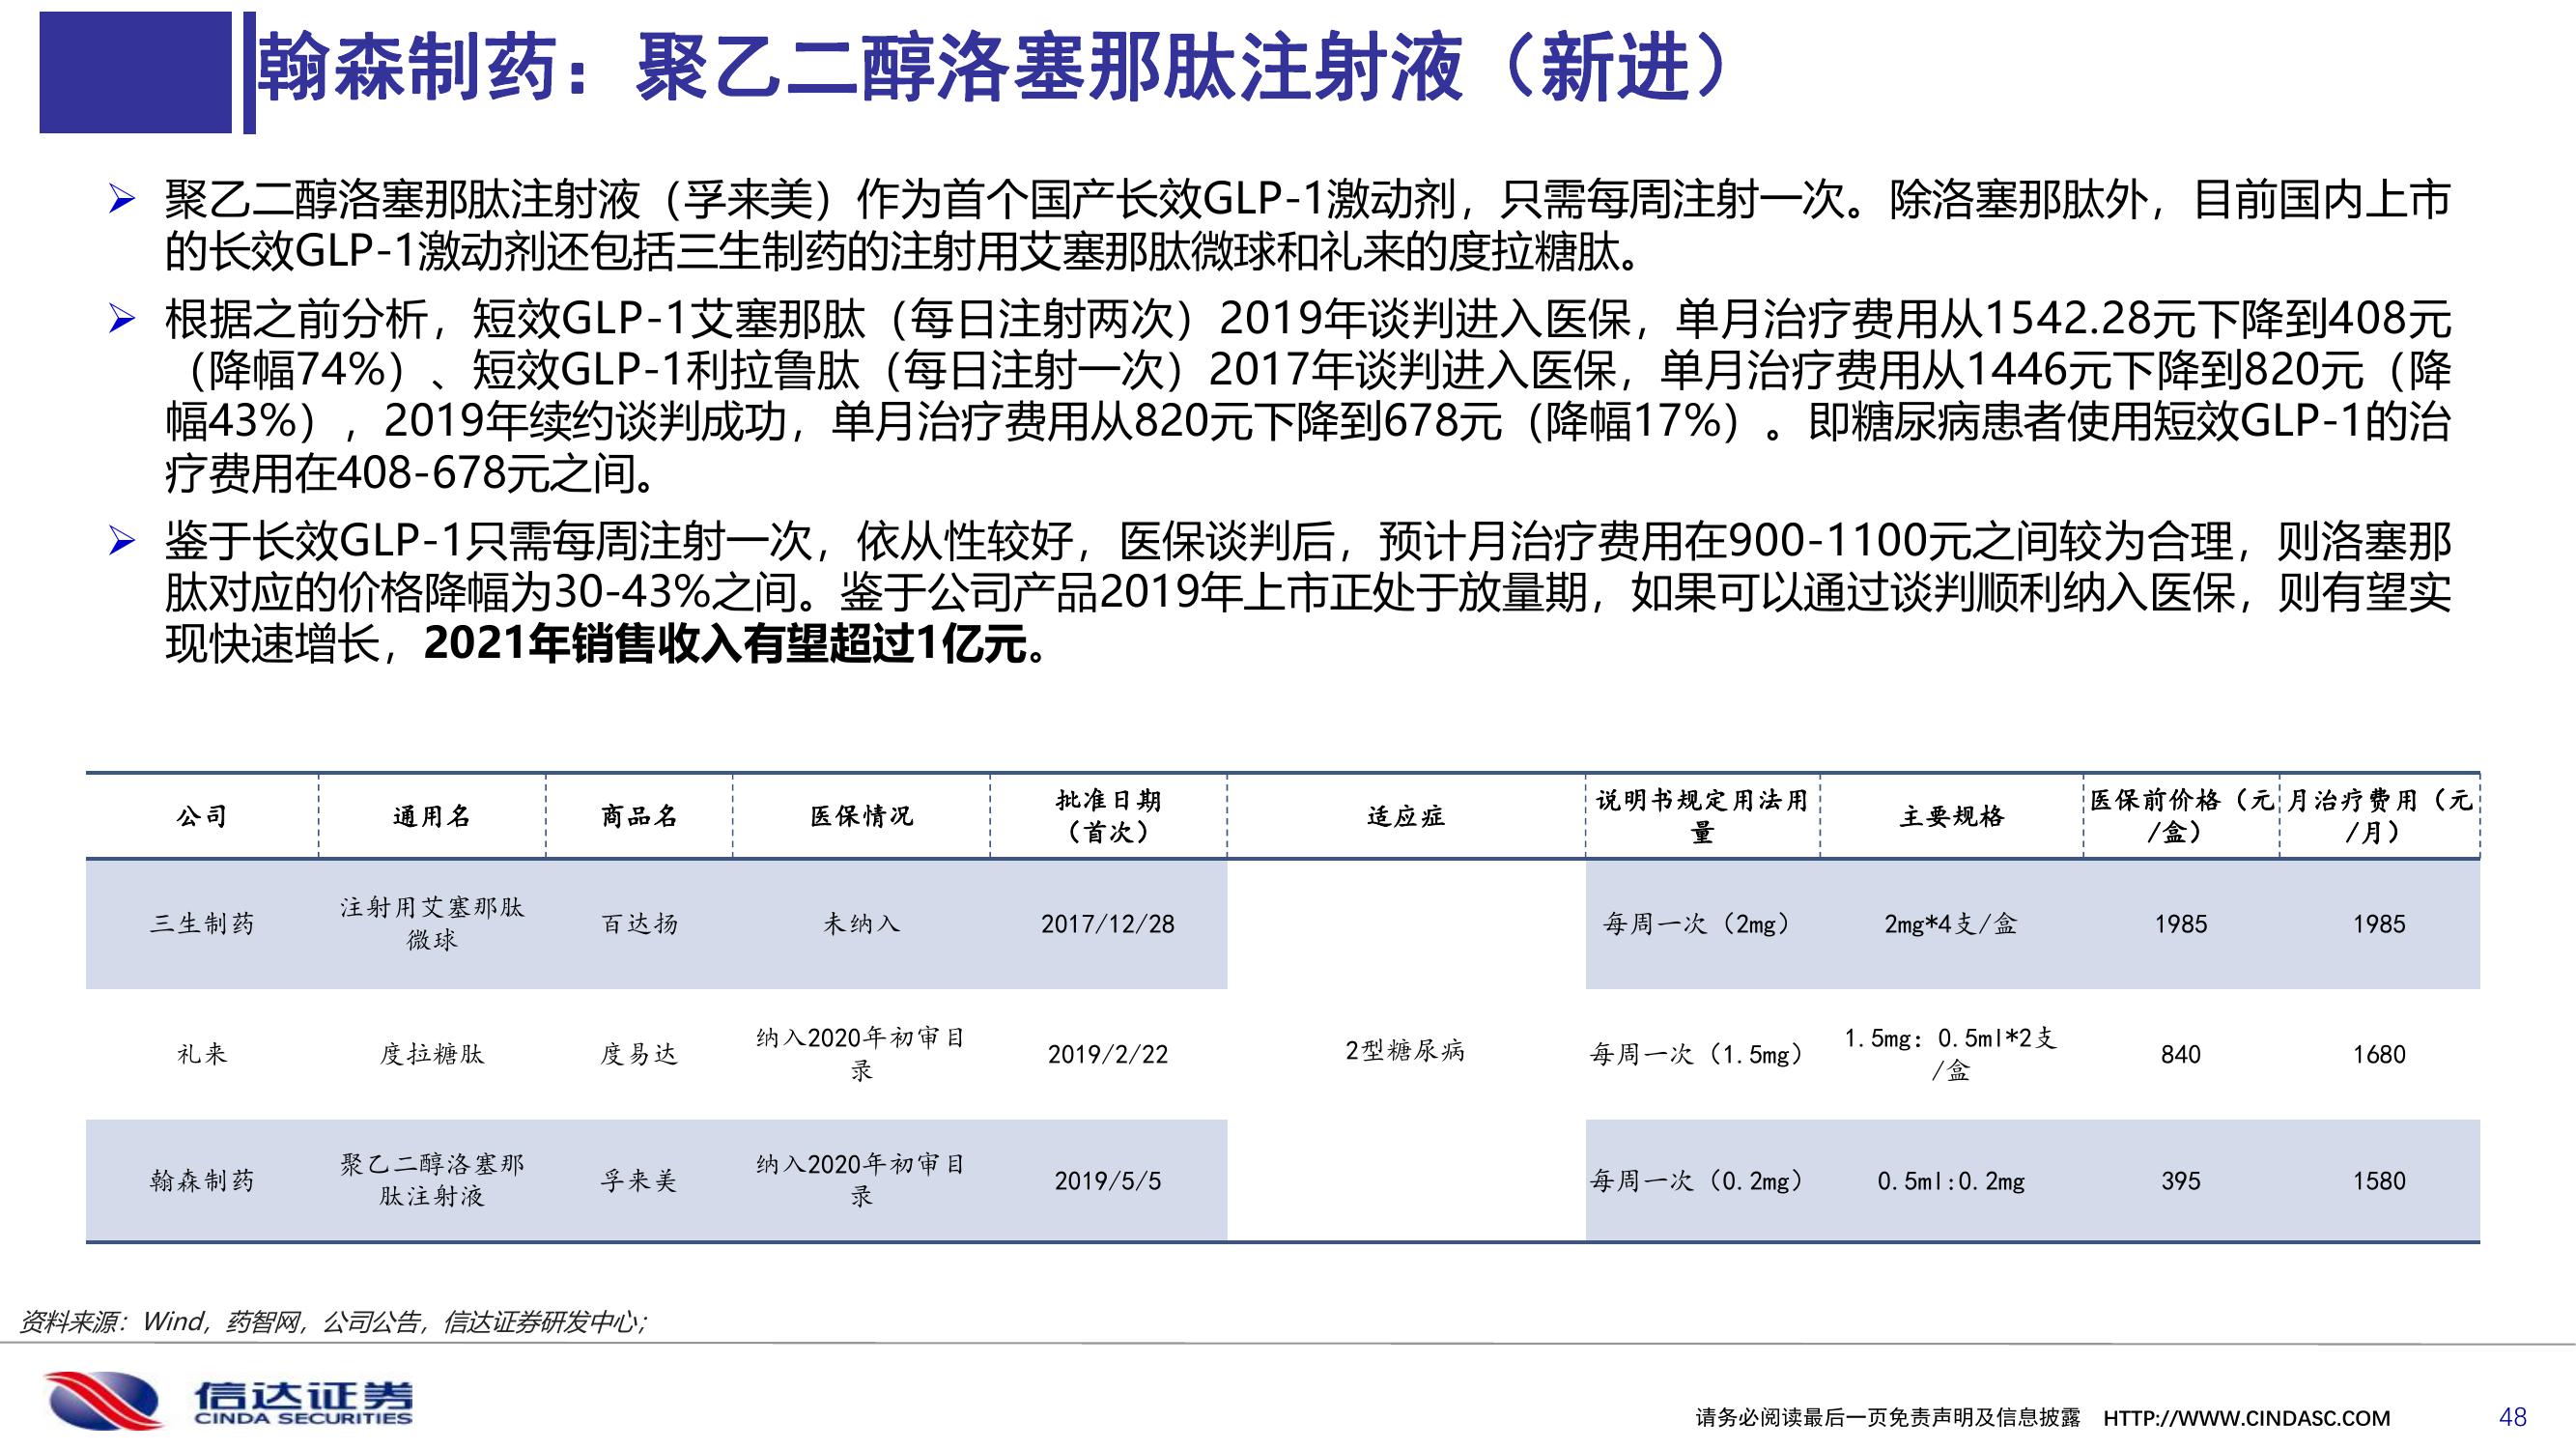 翰森制药：聚乙二醇洛塞那肽注射液（新进）
聚乙二醇洛塞那肽注射液（孚来美）作为首个国产长效GLP-1激动剂，只需每周注射一次。除洛塞那肽外，目前国内上市
的长效GLP-1激动剂还包括三生制药的注射用艾塞那肽微球和礼来的度拉糖肽。
根据之前分析，短效GLP-1艾塞那肽（每日注射两次）2019年谈判进入医保，单月治疗费用从1542.28元下降到408元
（降幅74%）、短效GLP-1利拉鲁肽（每日注射一次）2017年谈判进入医保，单月治疗费用从1446元下降到820元（降
幅43%），2019年续约谈判成功，单月治疗费用从820元下降到678元（降幅17%）。即糖尿病患者使用短效GLP-1的治
疗费用在408-678元之间。
鉴于长效GLP-1只需每周注射一次，依从性较好，医保谈判后，预计月治疗费用在900-1100元之间较为合理，则洛塞那
肽对应的价格降幅为30-43%之间。鉴于公司产品2019年上市正处于放量期，如果可以通过谈判顺利纳入医保，则有望实
现快速增长，2021年销售收入有望超过1亿元。
公司 通用名 商品名 医保情况 批准日期（首次） 适应症 说明书规定用法用量 主要规格 医保前价格（元/盒） 月治疗费用（元/月）
三生制药 注射用艾塞那肽微球 百达扬 未纳入 2017/12/28 每周一次（2mg） 2mg*4支/盒 1985 1985
礼来 度拉糖肽 度易达 纳入2020年初审目录 2019/2/22 2型糖尿病 每周一次（1.5mg） 1.5mg：0.5ml*2支/盒 840 1680
翰森制药 聚乙二醇洛塞那肽注射液 孚来美 纳入2020年初审目录 2019/5/5 每周一次（0.2mg） 0.5ml:0.2mg 395 1580
资料来源：Wind，药智网，公司公告，信达证券研发中心；
信达证券
CINDA SECURITIES
请务必阅读最后一页免责声明及信息披露 HTTP://WWW.CINDASC.COM 48